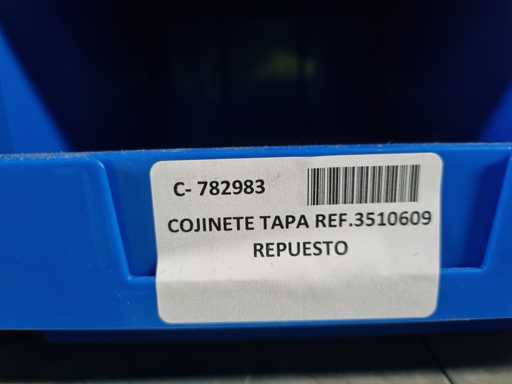 C- 782983
COJINETE TAPA REF.3510609
REPUESTO